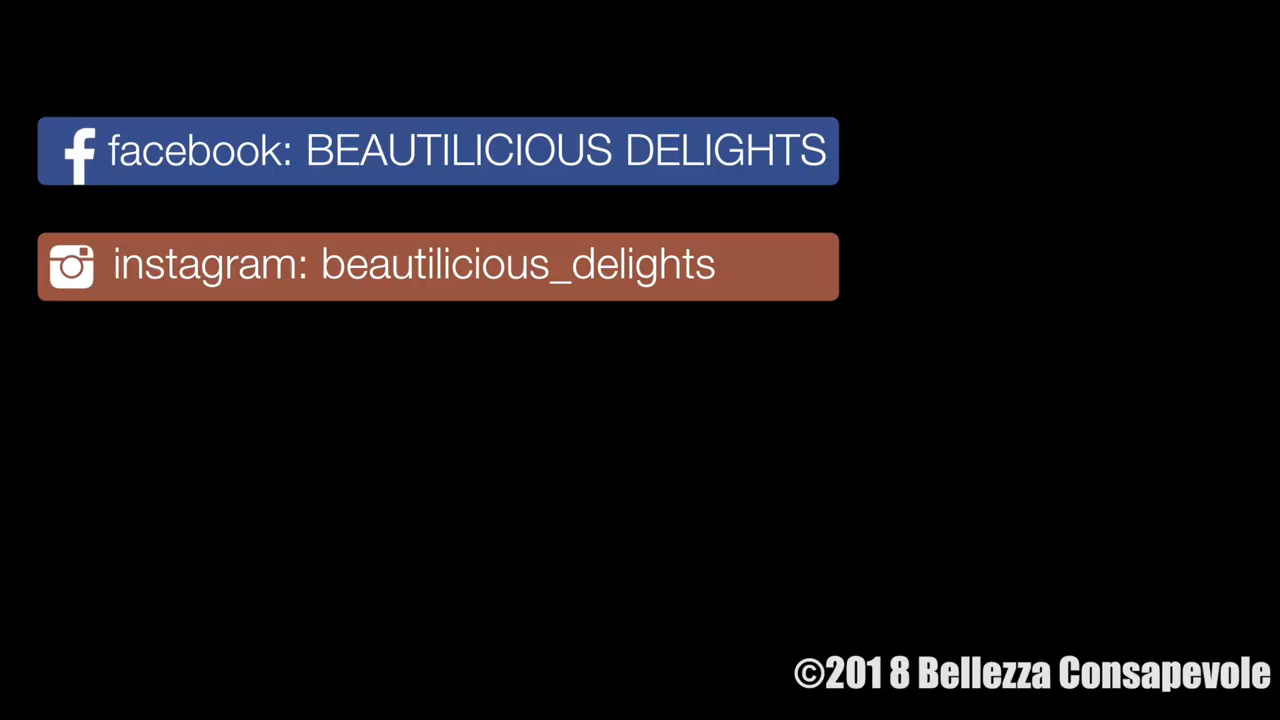 facebook: BEAUTILICIOUS DELIGHTS
instagram: beautilicious_delights
©2018 Bellezza Consapevole